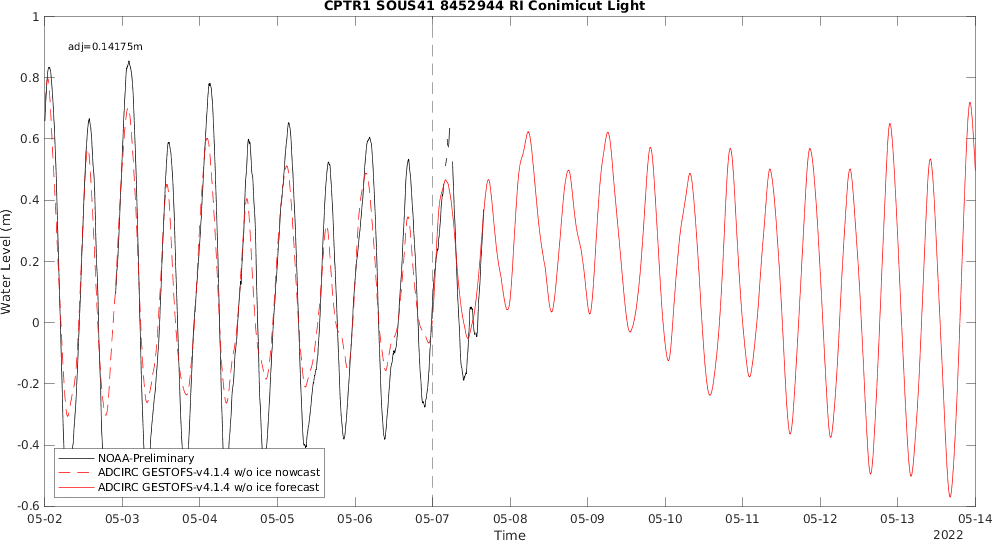 CPTR1 SOUS41 8452944 RI Conimicut Light
adj=0.14175m
1
0.8
0.6
0.4
0.2
0
-0.2
-0.4
-0.6
Water Level (m)
NOAA-Preliminary
ADCIRC GESTOFS-v4.1.4 w/o ice nowcast
ADCIRC GESTOFS-v4.1.4 w/o ice forecast
05-02 05-03 05-04 05-05 05-06 05-07 05-08 05-09 05-10 05-11 05-12 05-13 05-14
Time
2022